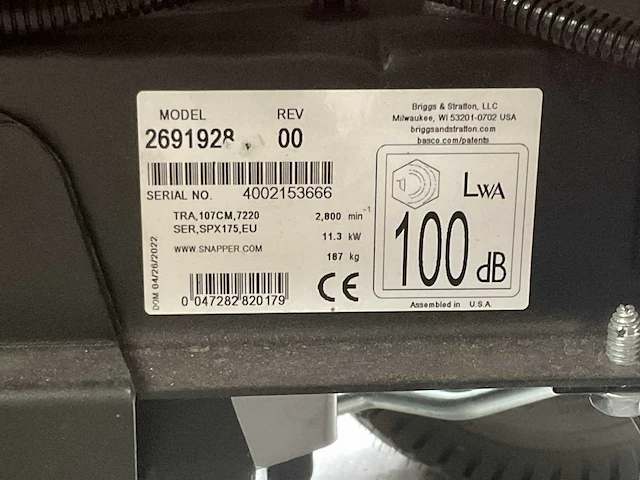 MODEL REV
2691928 00
SERIAL NO. 4002153666
TRA,107CM,7220 2,800 min⁻¹
SER,SPX175,EU 11.3 kW
WWW.SNAPPER.COM 187 kg
DOM 04/26/2022
0 047282 820179
CE
Briggs & Stratton, LLC
Milwaukee, WI 53201-0702 USA
briggsandstratton.com
basco.com/patents
LWA
100 dB
Assembled in U.S.A.